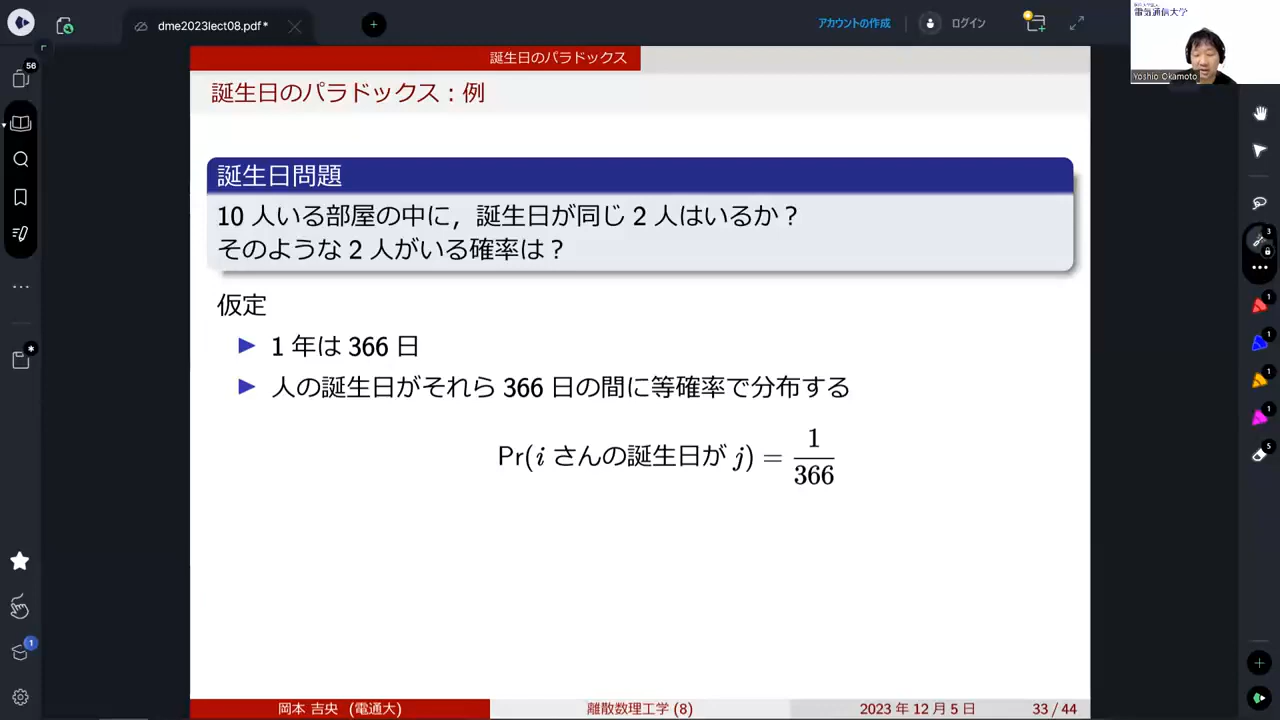 dme2023lect08.pdf*
アカウントの作成
ログイン
電気通信大学
Yoshio Okamoto
56
誕生日のパラドックス
誕生日のパラドックス：例
誕生日問題
10 人いる部屋の中に，誕生日が同じ 2 人はいるか？
そのような 2 人がいる確率は？
仮定
1 年は 366 日
人の誕生日がそれら 366 日の間に等確率で分布する
Pr(i さんの誕生日が j) = 1/366
3
1
1
1
1
5
1
岡本 吉央 (電通大)
離散数理工学 (8)
2023 年 12 月 5 日
33 / 44